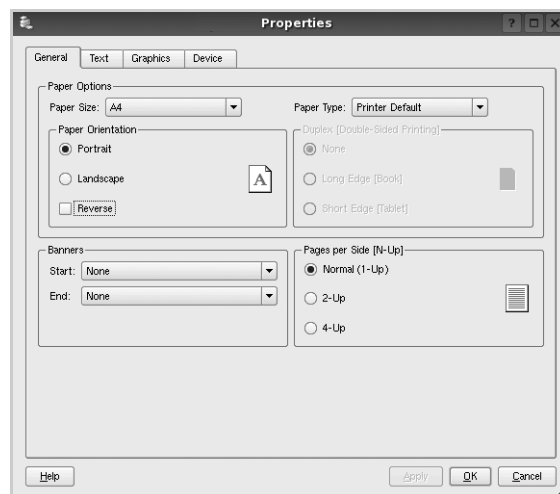 Properties
General Text Graphics Device
Paper Options
Paper Size: A4 Paper Type: Printer Default
Paper Orientation Duplex [Double-Sided Printing]
Portrait None
Landscape Long Edge [Book]
Reverse Short Edge [Tablet]
A
Banners Pages per Side [N-Up]
Start: None Normal (1-Up)
End: None 2-Up
4-Up
Help Apply OK Cancel